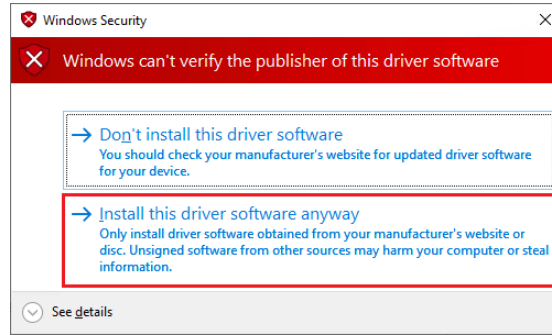 Windows Security
Windows can't verify the publisher of this driver software
Don't install this driver software
You should check your manufacturer's website for updated driver software
for your device.
Install this driver software anyway
Only install driver software obtained from your manufacturer's website or
disc. Unsigned software from other sources may harm your computer or steal
information.
See details